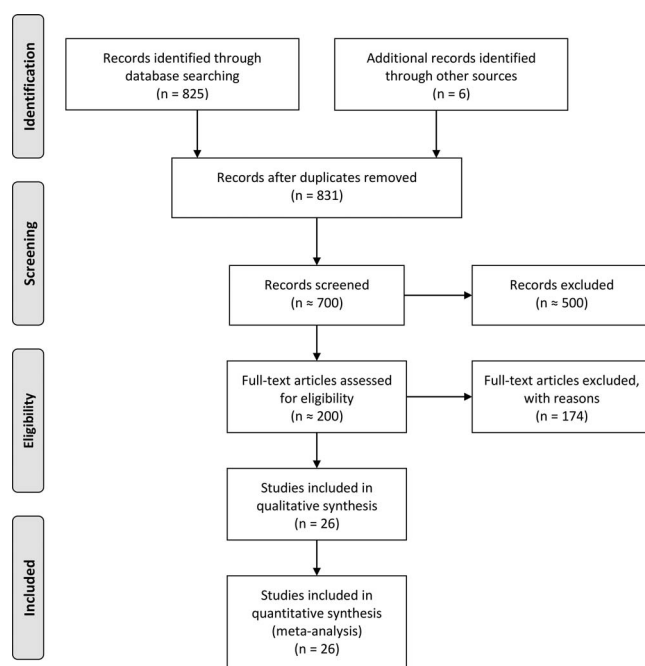 Identification
Records identified through
database searching
(n = 825)
Additional records identified
through other sources
(n = 6)
Records after duplicates removed
(n = 831)
Screening
Records screened
(n ≈ 700)
Records excluded
(n ≈ 500)
Eligibility
Full-text articles assessed
for eligibility
(n ≈ 200)
Full-text articles excluded,
with reasons
(n = 174)
Studies included in
qualitative synthesis
(n = 26)
Included
Studies included in
quantitative synthesis
(meta-analysis)
(n = 26)